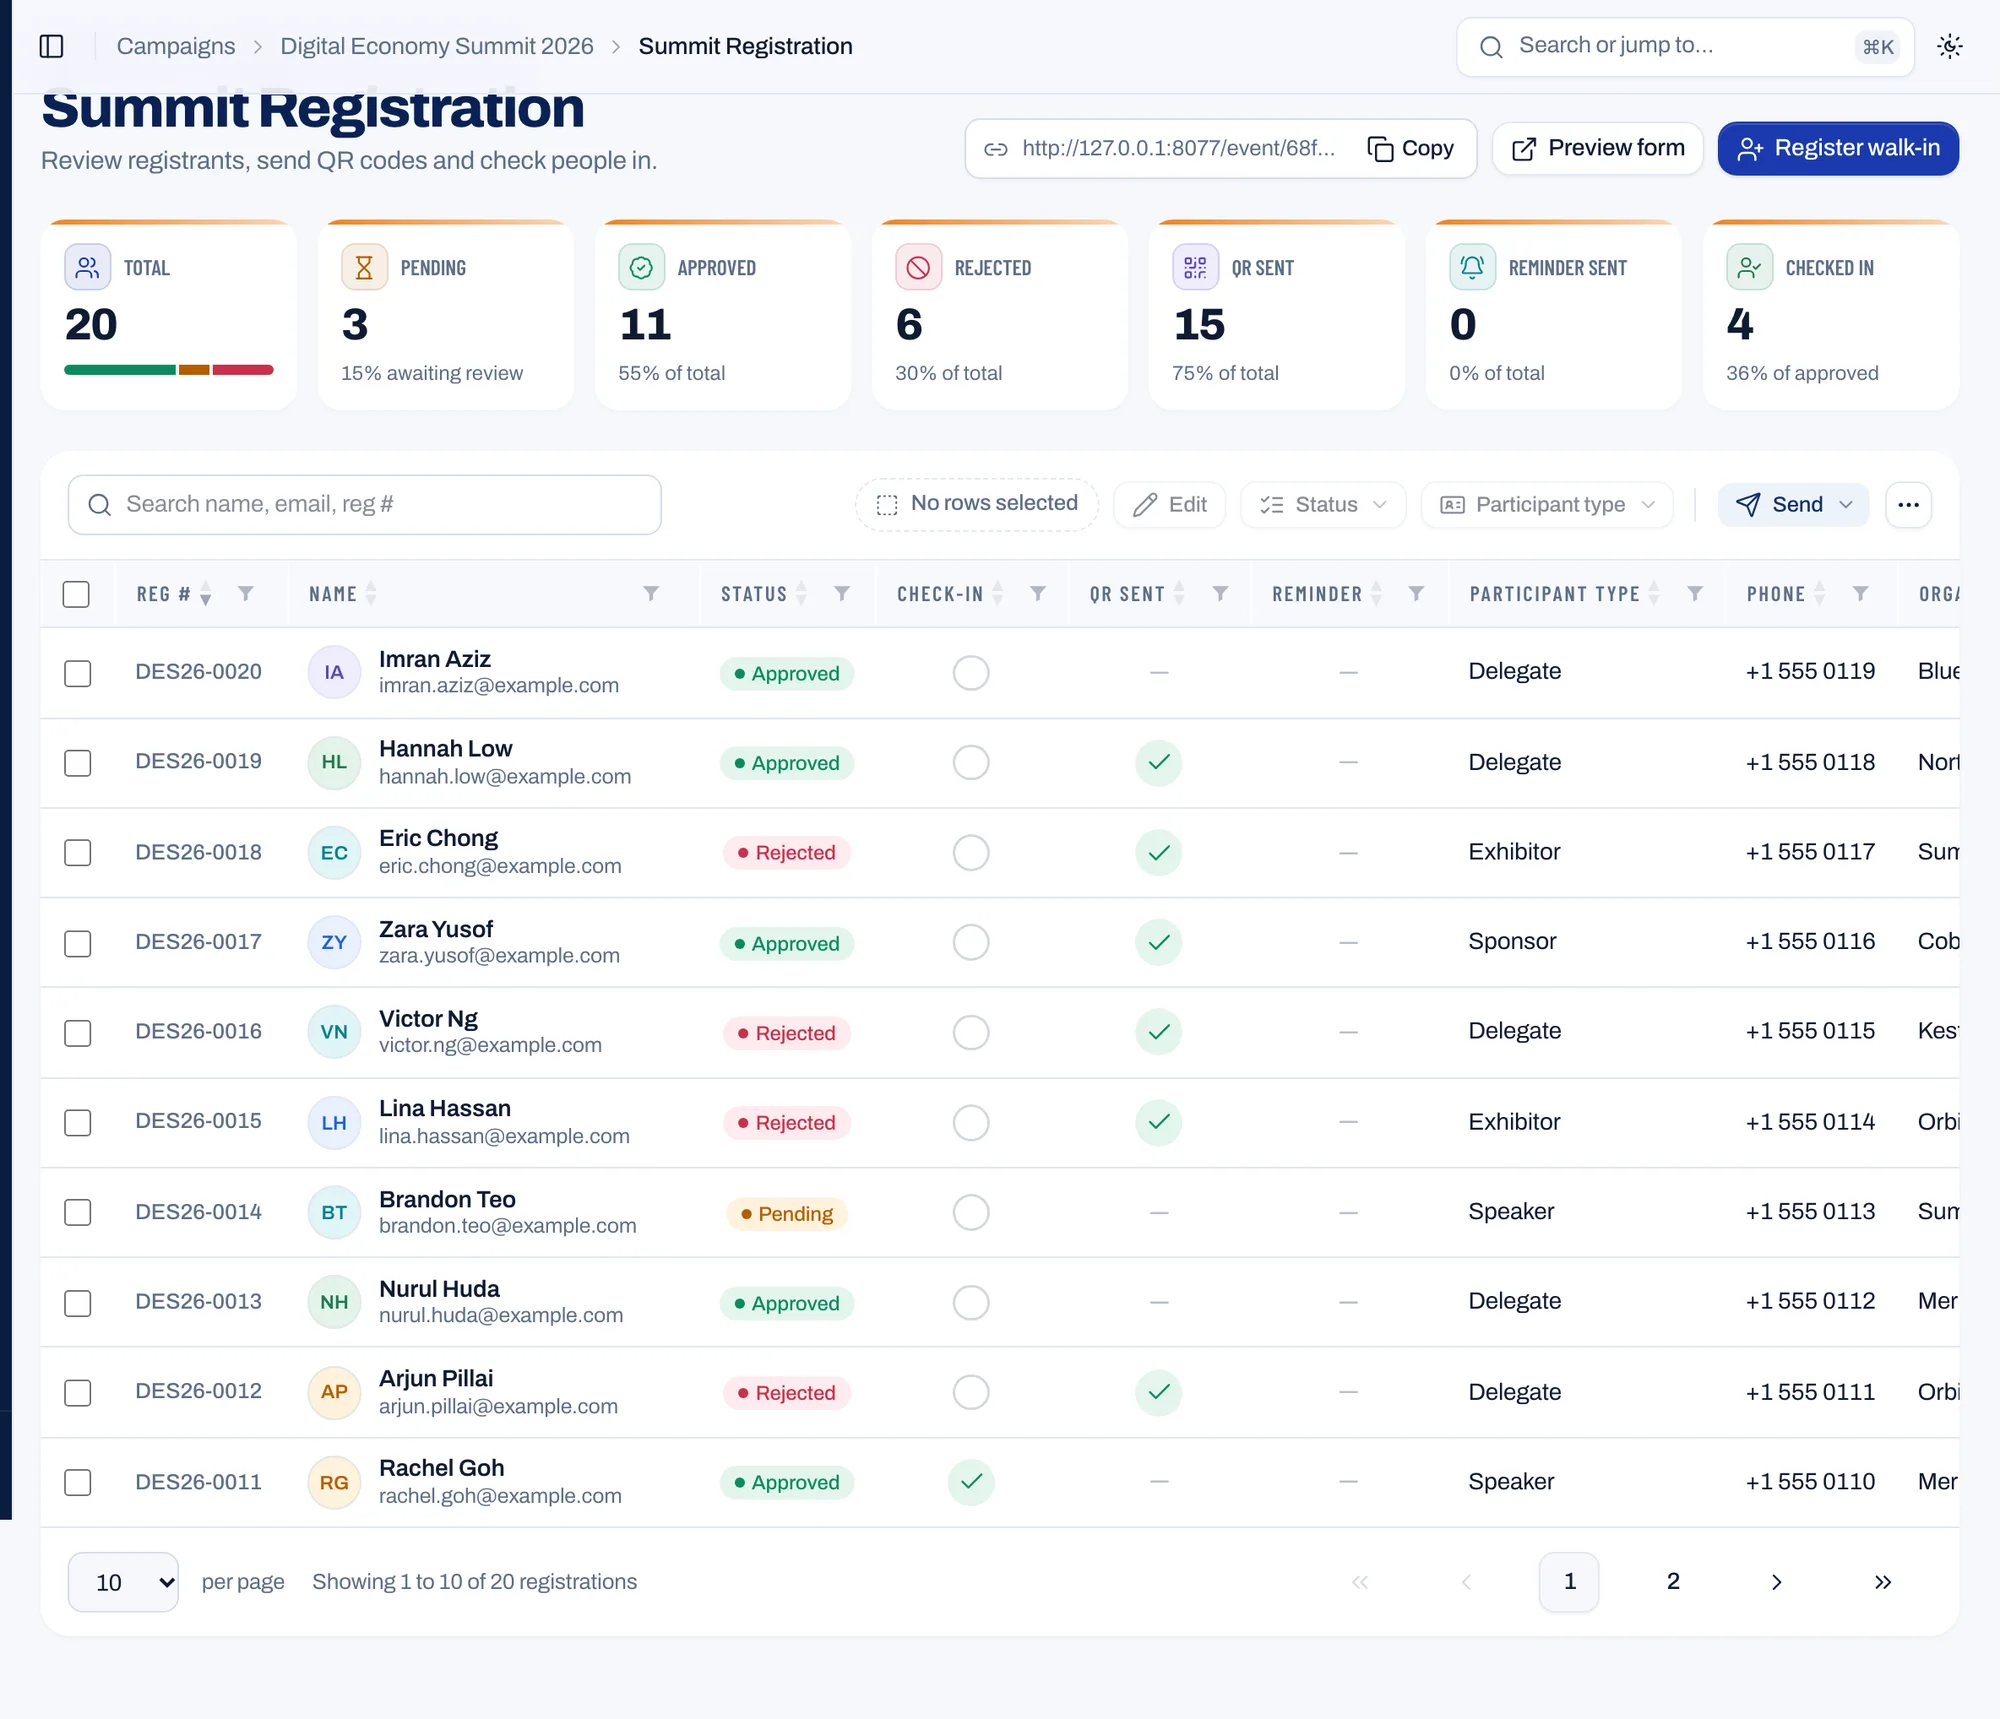 Campaigns > Digital Economy Summit 2026 > Summit Registration
Search or jump to... ⌘K
Summit Registration
Review registrants, send QR codes and check people in.
http://127.0.0.1:8077/event/68f... Copy
Preview form
Register walk-in
TOTAL
20
PENDING
3
15% awaiting review
APPROVED
11
55% of total
REJECTED
6
30% of total
QR SENT
15
75% of total
REMINDER SENT
0
0% of total
CHECKED IN
4
36% of approved
Search name, email, reg #
No rows selected
Edit
Status
Participant type
Send
REG # NAME STATUS CHECK-IN QR SENT REMINDER PARTICIPANT TYPE PHONE ORGA
DES26-0020 IA Imran Aziz Approved — — Delegate +1 555 0119 Blue
imran.aziz@example.com
DES26-0019 HL Hannah Low Approved — Delegate +1 555 0118 Nort
hannah.low@example.com
DES26-0018 EC Eric Chong Rejected — Exhibitor +1 555 0117 Sum
eric.chong@example.com
DES26-0017 ZY Zara Yusof Approved — Sponsor +1 555 0116 Cob
zara.yusof@example.com
DES26-0016 VN Victor Ng Rejected — Delegate +1 555 0115 Kes
victor.ng@example.com
DES26-0015 LH Lina Hassan Rejected — Exhibitor +1 555 0114 Orbi
lina.hassan@example.com
DES26-0014 BT Brandon Teo Pending — — Speaker +1 555 0113 Sum
brandon.teo@example.com
DES26-0013 NH Nurul Huda Approved — — Delegate +1 555 0112 Mer
nurul.huda@example.com
DES26-0012 AP Arjun Pillai Rejected — Delegate +1 555 0111 Orbi
arjun.pillai@example.com
DES26-0011 RG Rachel Goh Approved — — Speaker +1 555 0110 Mer
rachel.goh@example.com
10 per page Showing 1 to 10 of 20 registrations « ‹ 1 2 › »